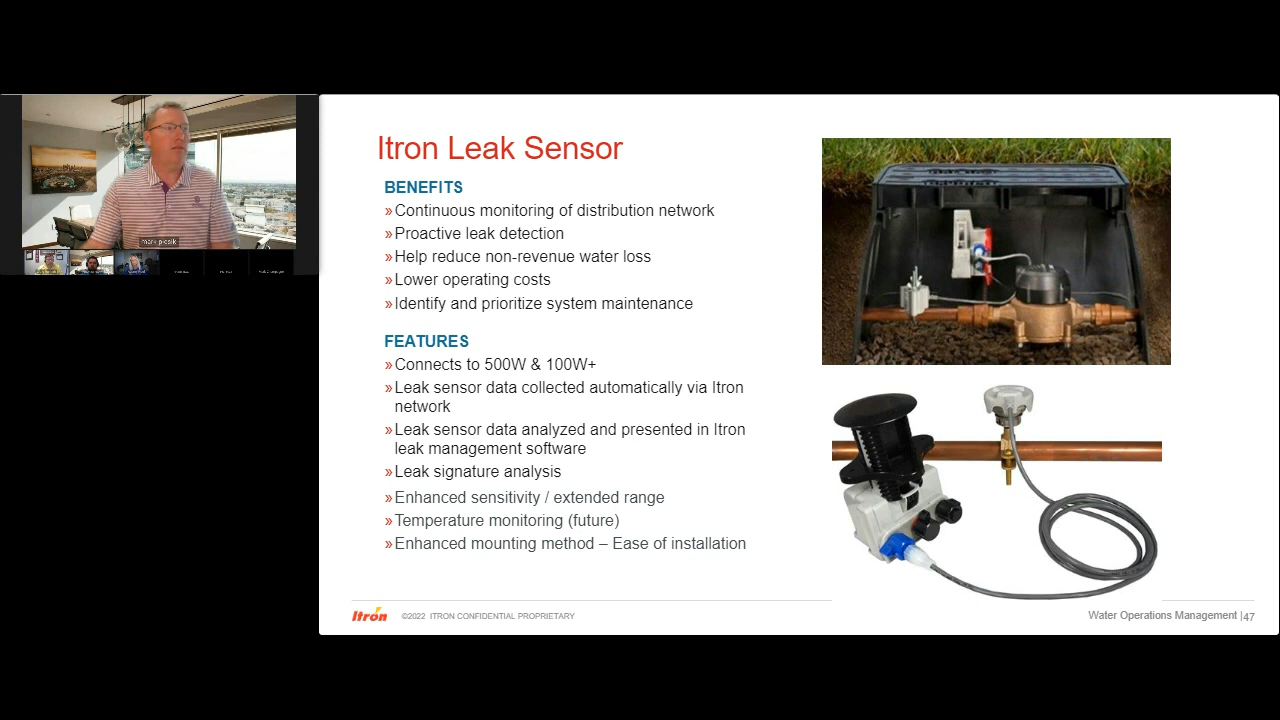 Itron Leak Sensor
BENEFITS
»Continuous monitoring of distribution network
»Proactive leak detection
»Help reduce non-revenue water loss
»Lower operating costs
»Identify and prioritize system maintenance
FEATURES
»Connects to 500W & 100W+
»Leak sensor data collected automatically via Itron
network
»Leak sensor data analyzed and presented in Itron
leak management software
»Leak signature analysis
»Enhanced sensitivity / extended range
»Temperature monitoring (future)
»Enhanced mounting method – Ease of installation
Itron
©2022 ITRON CONFIDENTIAL PROPRIETARY
Water Operations Management |47